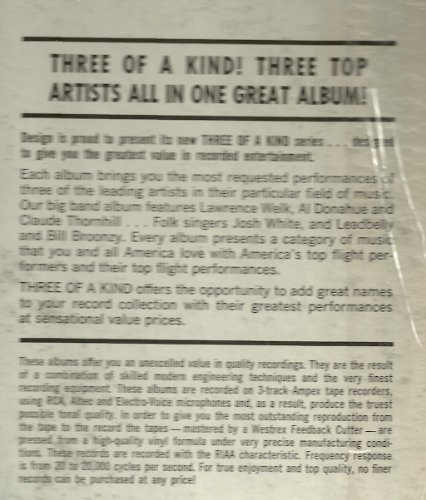 THREE OF A KIND! THREE TOP
ARTISTS ALL IN ONE GREAT ALBUM!
Design is proud to present its new THREE OF A KIND series . . . designed
to give you the greatest value in recorded entertainment.
Each album brings you the most requested performances of
three of the leading artists in their particular field of music.
Our big band album features Lawrence Welk, Al Donahue and
Claude Thornhill . . . Folk singers Josh White, and Leadbelly
and Bill Broonzy. Every album presents a category of music
that you and all America love with America's top flight per-
formers and their top flight performances.
THREE OF A KIND offers the opportunity to add great names
to your record collection with their greatest performances
at sensational value prices.
These albums offer you an unexcelled value in quality recordings. They are the result
of a combination of skilled modern engineering techniques and the very finest
recording equipment. These albums are recorded on 3-track Ampex tape recorders,
using RCA, Altec and Electro-Voice microphones and, as a result, produce the truest
possible tonal quality. In order to give you the most outstanding reproduction from
the tape to the record the tapes — mastered by a Westrex Feedback Cutter — are
pressed from a high-quality vinyl formula under very precise manufacturing condi-
tions. These records are recorded with the RIAA characteristic. Frequency response
is from 20 to 20,000 cycles per second. For true enjoyment and top quality, no finer
records can be purchased at any price!